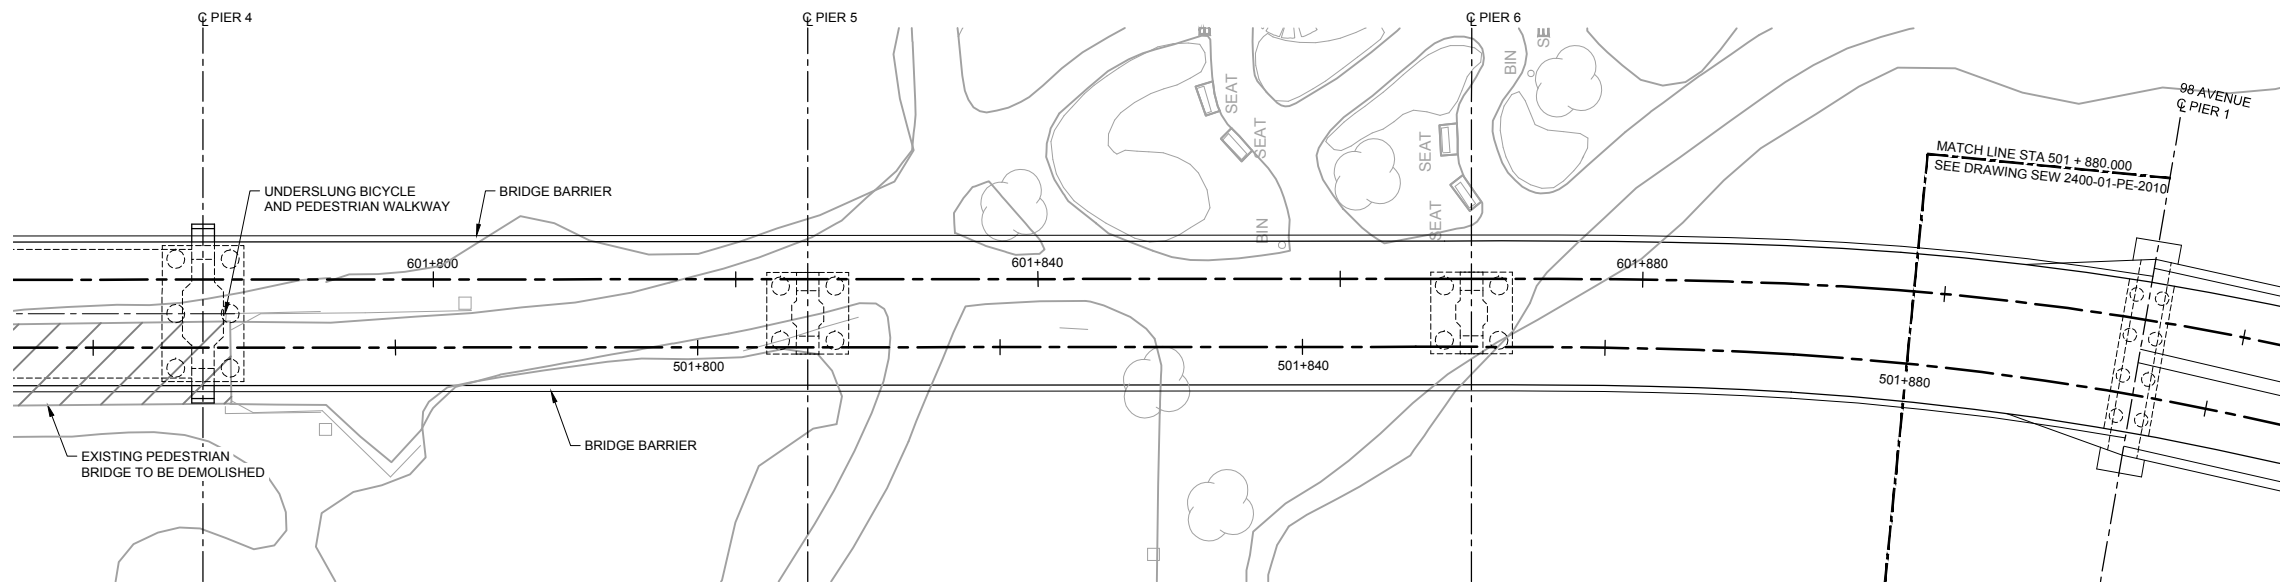 ℄ PIER 4
℄ PIER 5
℄ PIER 6
98 AVENUE
℄ PIER 1
MATCH LINE STA 501 + 880.000
SEE DRAWING SEW 2400-01-PE-2010
UNDERSLUNG BICYCLE
AND PEDESTRIAN WALKWAY
BRIDGE BARRIER
SEAT
SEAT
BIN
SEAT
SEAT
BIN
SE
601+800
601+840
601+880
501+800
501+840
501+880
BRIDGE BARRIER
EXISTING PEDESTRIAN
BRIDGE TO BE DEMOLISHED